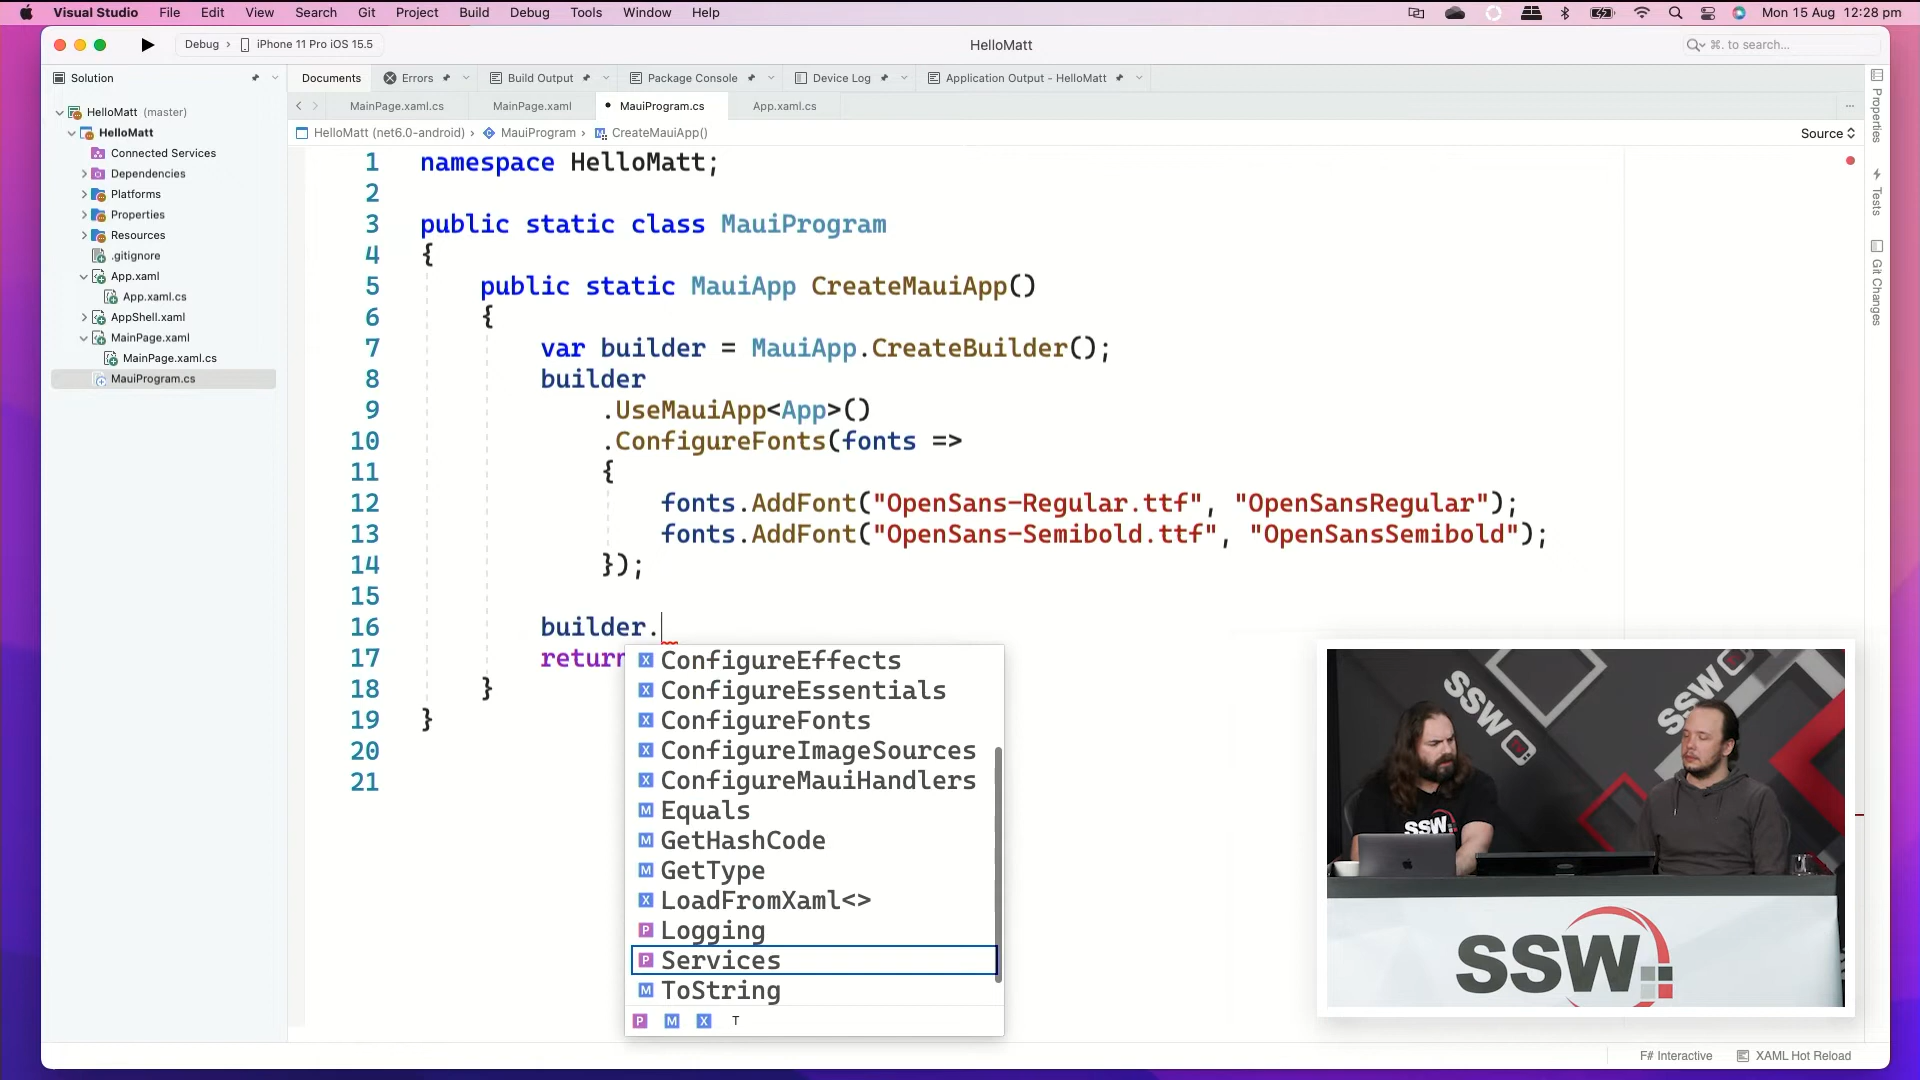 Visual Studio File Edit View Search Git Project Build Debug Tools Window Help Mon 15 Aug 12:28 pm
Debug › iPhone 11 Pro iOS 15.5 HelloMatt ⌘. to search...
Solution
HelloMatt (master)
HelloMatt
Connected Services
Dependencies
Platforms
Properties
Resources
.gitignore
App.xaml
App.xaml.cs
AppShell.xaml
MainPage.xaml
MainPage.xaml.cs
MauiProgram.cs
Documents Errors Build Output Package Console Device Log Application Output - HelloMatt
MainPage.xaml.cs MainPage.xaml MauiProgram.cs App.xaml.cs
HelloMatt (net6.0-android) › MauiProgram › CreateMauiApp() Source
1 namespace HelloMatt;
2
3 public static class MauiProgram
4 {
5 public static MauiApp CreateMauiApp()
6 {
7 var builder = MauiApp.CreateBuilder();
8 builder
9 .UseMauiApp<App>()
10 .ConfigureFonts(fonts =>
11 {
12 fonts.AddFont("OpenSans-Regular.ttf", "OpenSansRegular");
13 fonts.AddFont("OpenSans-Semibold.ttf", "OpenSansSemibold");
14 });
15
16 builder.
17 return
18 }
19 }
20
21
ConfigureEffects
ConfigureEssentials
ConfigureFonts
ConfigureImageSources
ConfigureMauiHandlers
Equals
GetHashCode
GetType
LoadFromXaml<>
Logging
Services
ToString
P M X T
Properties
Tests
Git Changes
SSW
SSW
SSW
SSW
F# Interactive XAML Hot Reload